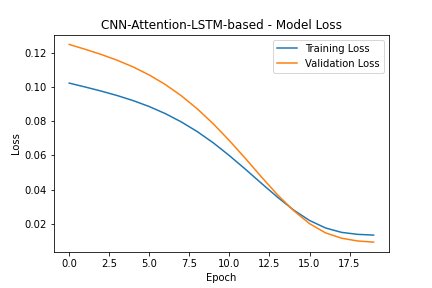 CNN-Attention-LSTM-based - Model Loss
Training Loss
Validation Loss
Loss
0.12
0.10
0.08
0.06
0.04
0.02
0.0 2.5 5.0 7.5 10.0 12.5 15.0 17.5
Epoch